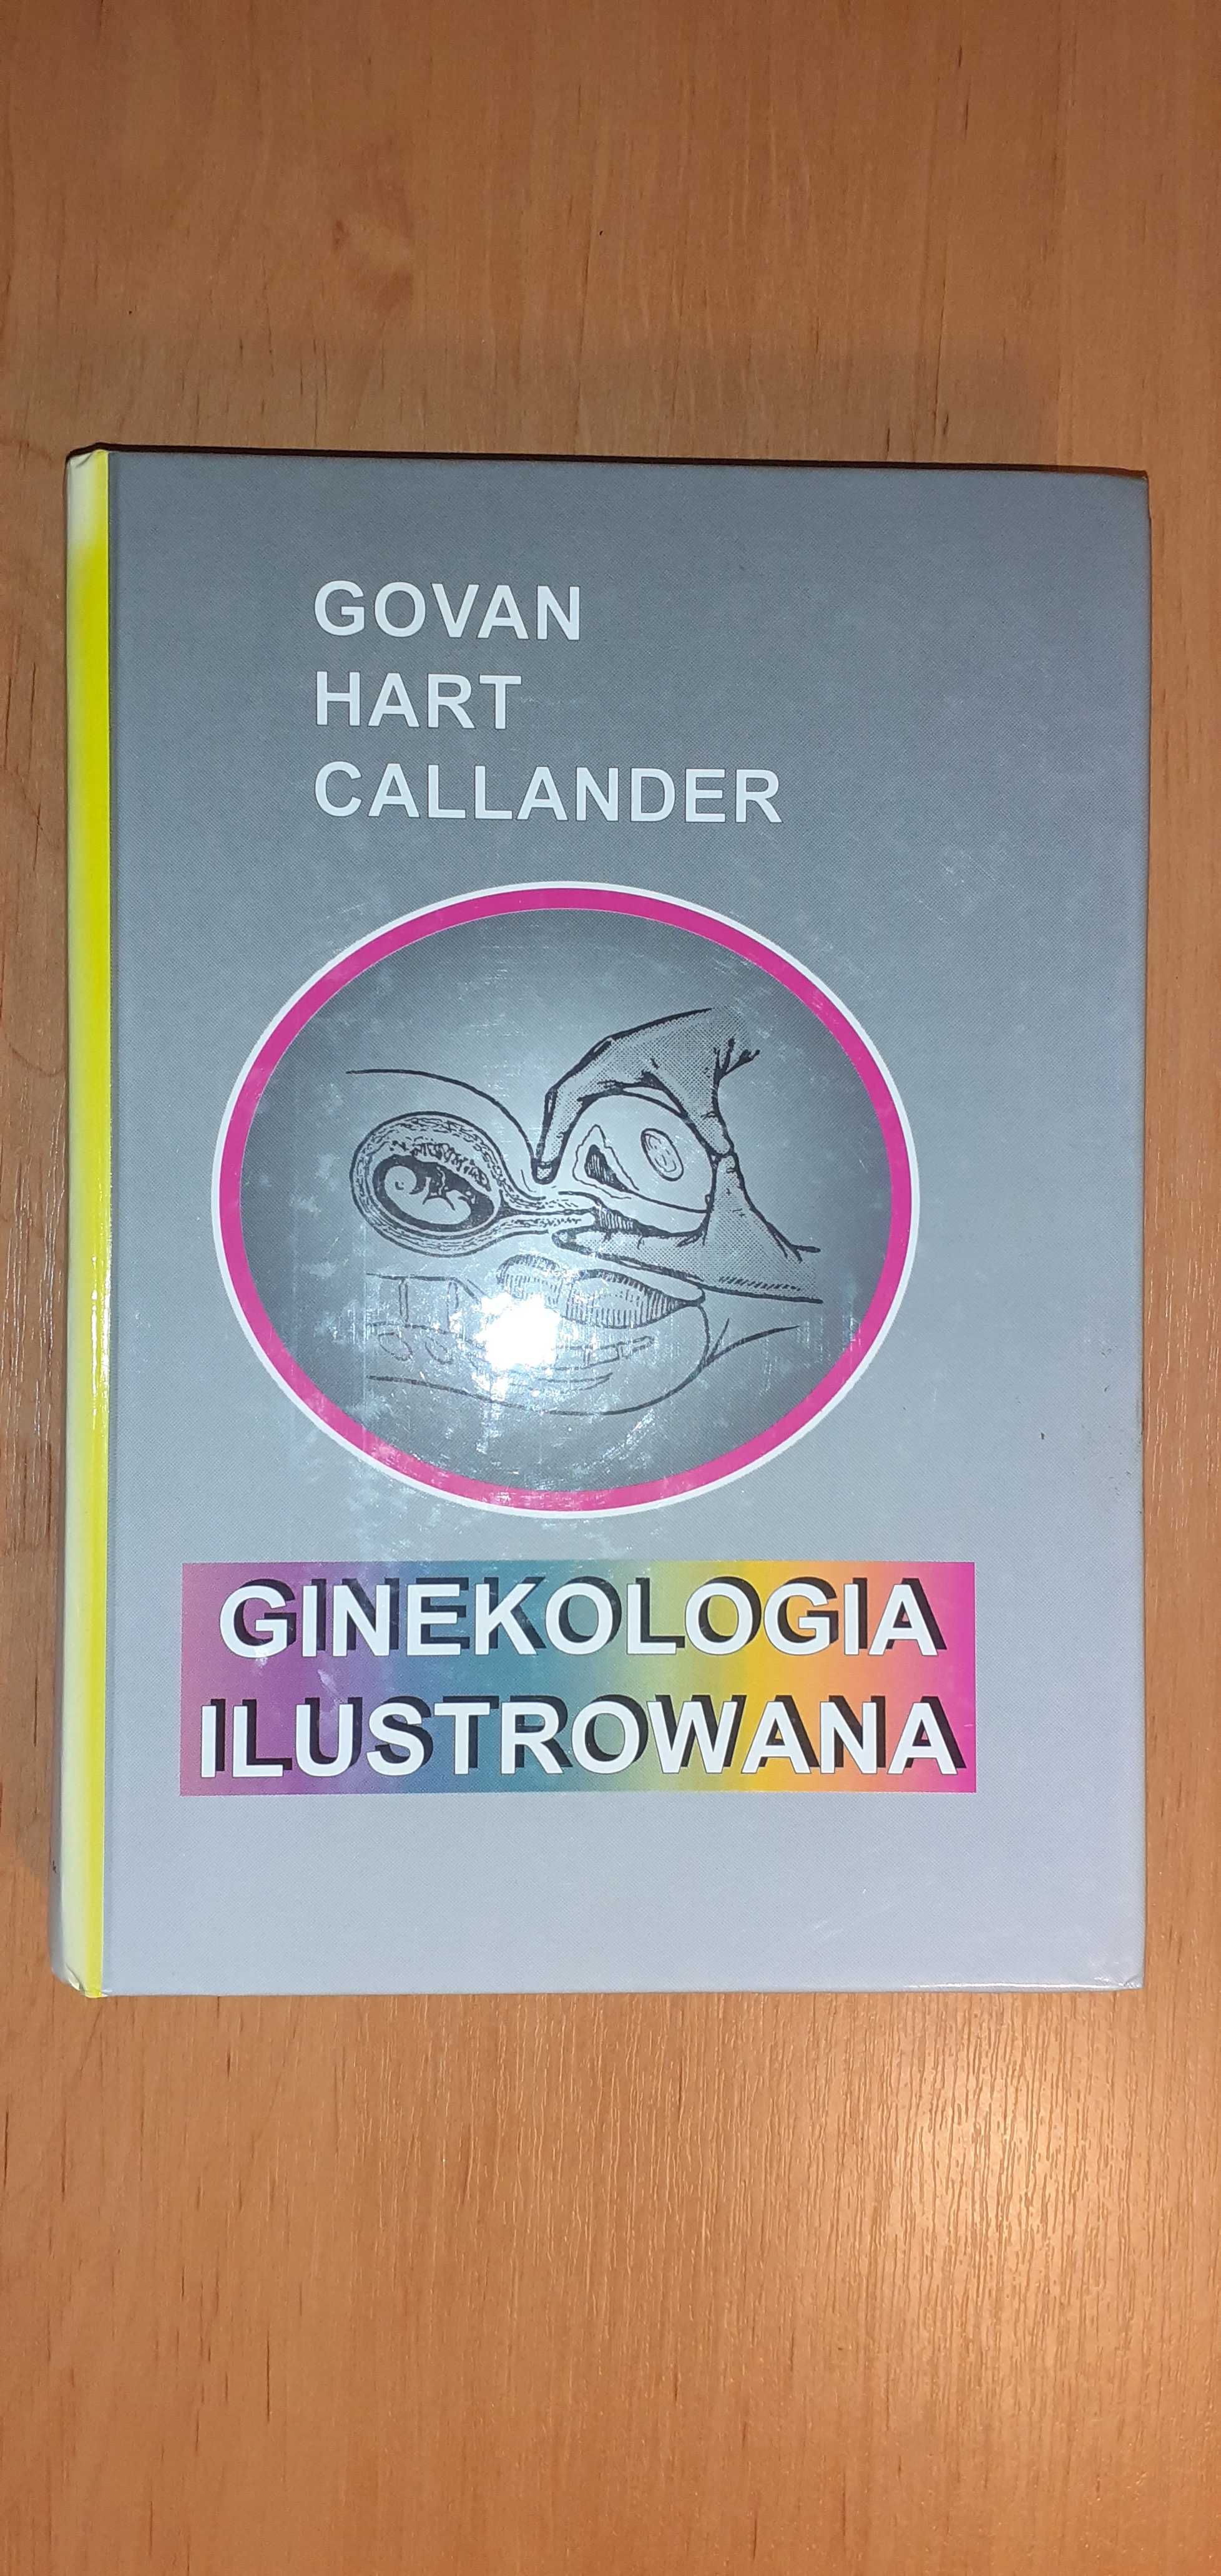 GOVAN
HART
CALLANDER
GINEKOLOGIA
ILUSTROWANA